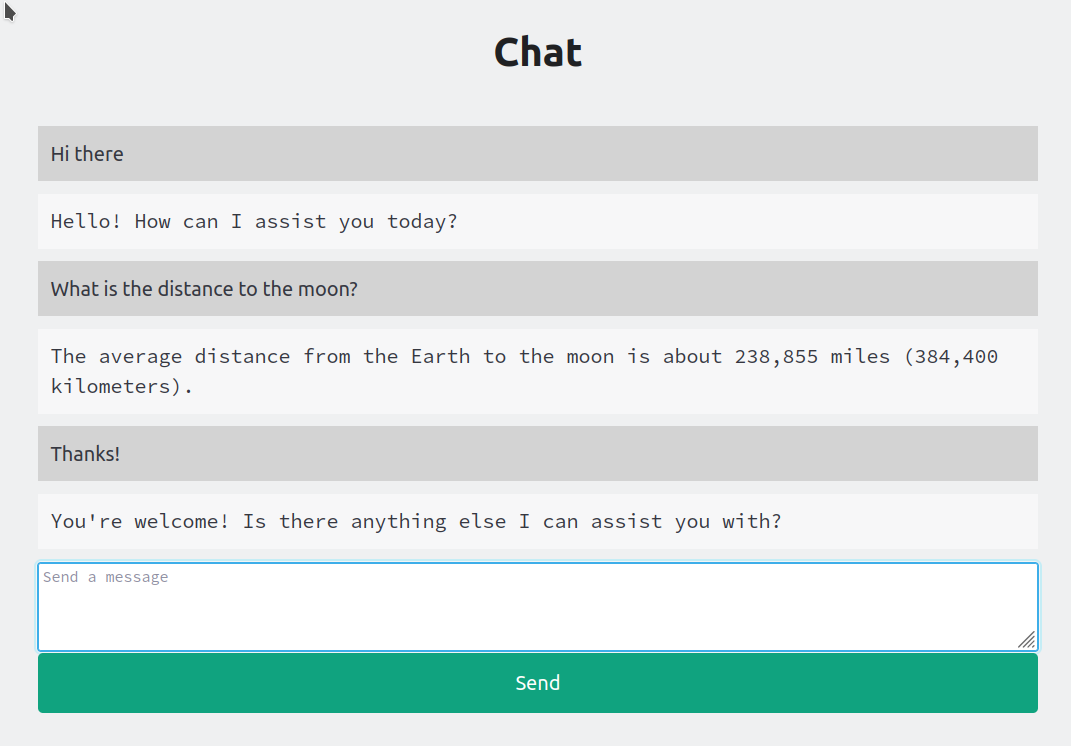 Chat
Hi there
Hello! How can I assist you today?
What is the distance to the moon?
The average distance from the Earth to the moon is about 238,855 miles (384,400
kilometers).
Thanks!
You're welcome! Is there anything else I can assist you with?
Send a message
Send